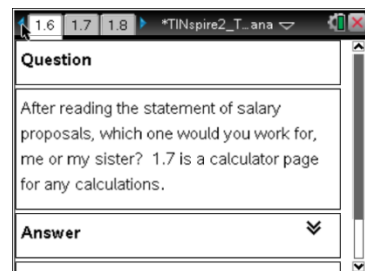 1.6 1.7 1.8 *TINspire2_T...ana
Question
After reading the statement of salary
proposals, which one would you work for,
me or my sister? 1.7 is a calculator page
for any calculations.
Answer